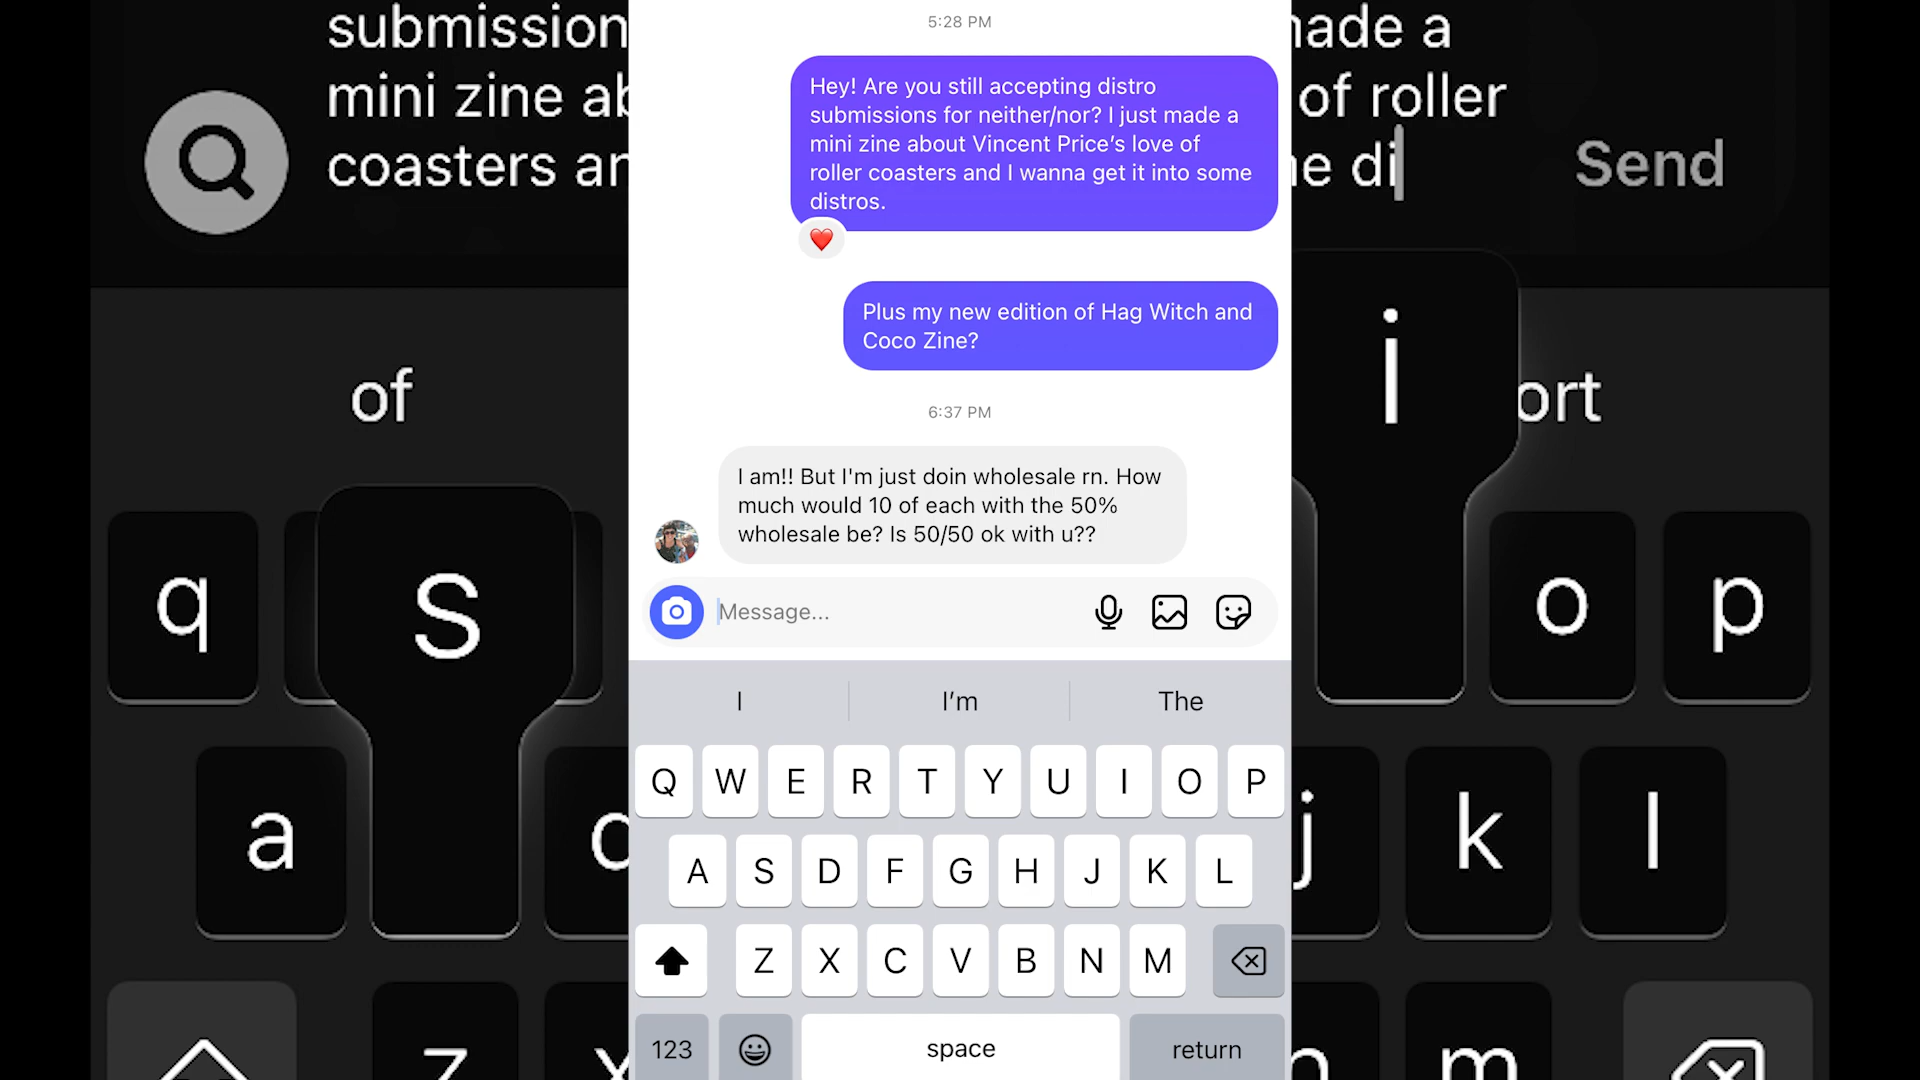 submission
mini zine ab
coasters an
nade a
of roller
ne di
Send
of
ort
i
q
S
o
p
a
j
k
l
z
x
m
5:28 PM
Hey! Are you still accepting distro
submissions for neither/nor? I just made a
mini zine about Vincent Price’s love of
roller coasters and I wanna get it into some
distros.
Plus my new edition of Hag Witch and
Coco Zine?
6:37 PM
I am!! But I'm just doin wholesale rn. How
much would 10 of each with the 50%
wholesale be? Is 50/50 ok with u??
Message...
I I’m The
Q W E R T Y U I O P
A S D F G H J K L
Z X C V B N M
123 space return